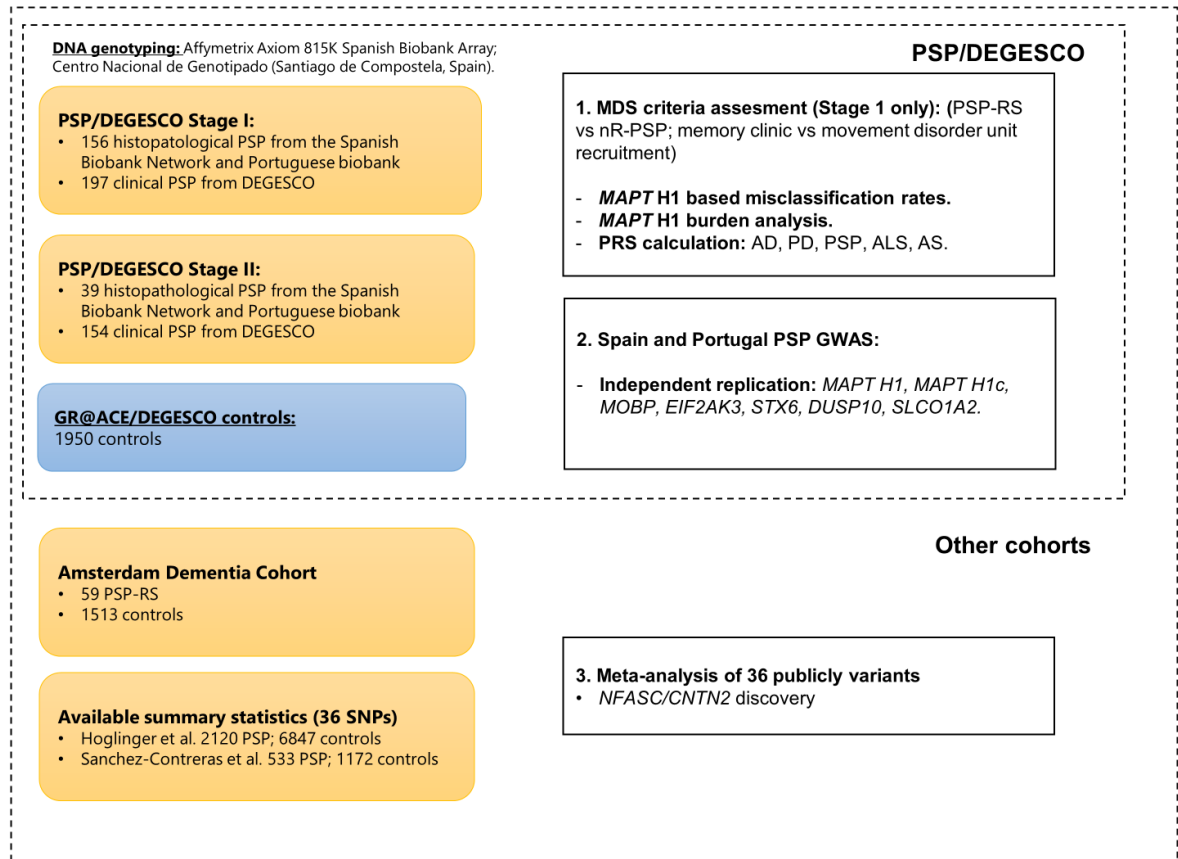 DNA genotyping: Affymetrix Axiom 815K Spanish Biobank Array;
Centro Nacional de Genotipado (Santiago de Compostela, Spain).
PSP/DEGESCO
PSP/DEGESCO Stage I:
• 156 histopatological PSP from the Spanish
Biobank Network and Portuguese biobank
• 197 clinical PSP from DEGESCO
PSP/DEGESCO Stage II:
• 39 histopathological PSP from the Spanish
Biobank Network and Portuguese biobank
• 154 clinical PSP from DEGESCO
GR@ACE/DEGESCO controls:
1950 controls
1. MDS criteria assesment (Stage 1 only): (PSP-RS
vs nR-PSP; memory clinic vs movement disorder unit
recruitment)
- MAPT H1 based misclassification rates.
- MAPT H1 burden analysis.
- PRS calculation: AD, PD, PSP, ALS, AS.
2. Spain and Portugal PSP GWAS:
- Independent replication: MAPT H1, MAPT H1c,
MOBP, EIF2AK3, STX6, DUSP10, SLCO1A2.
Other cohorts
Amsterdam Dementia Cohort
• 59 PSP-RS
• 1513 controls
Available summary statistics (36 SNPs)
• Hoglinger et al. 2120 PSP; 6847 controls
• Sanchez-Contreras et al. 533 PSP; 1172 controls
3. Meta-analysis of 36 publicly variants
• NFASC/CNTN2 discovery